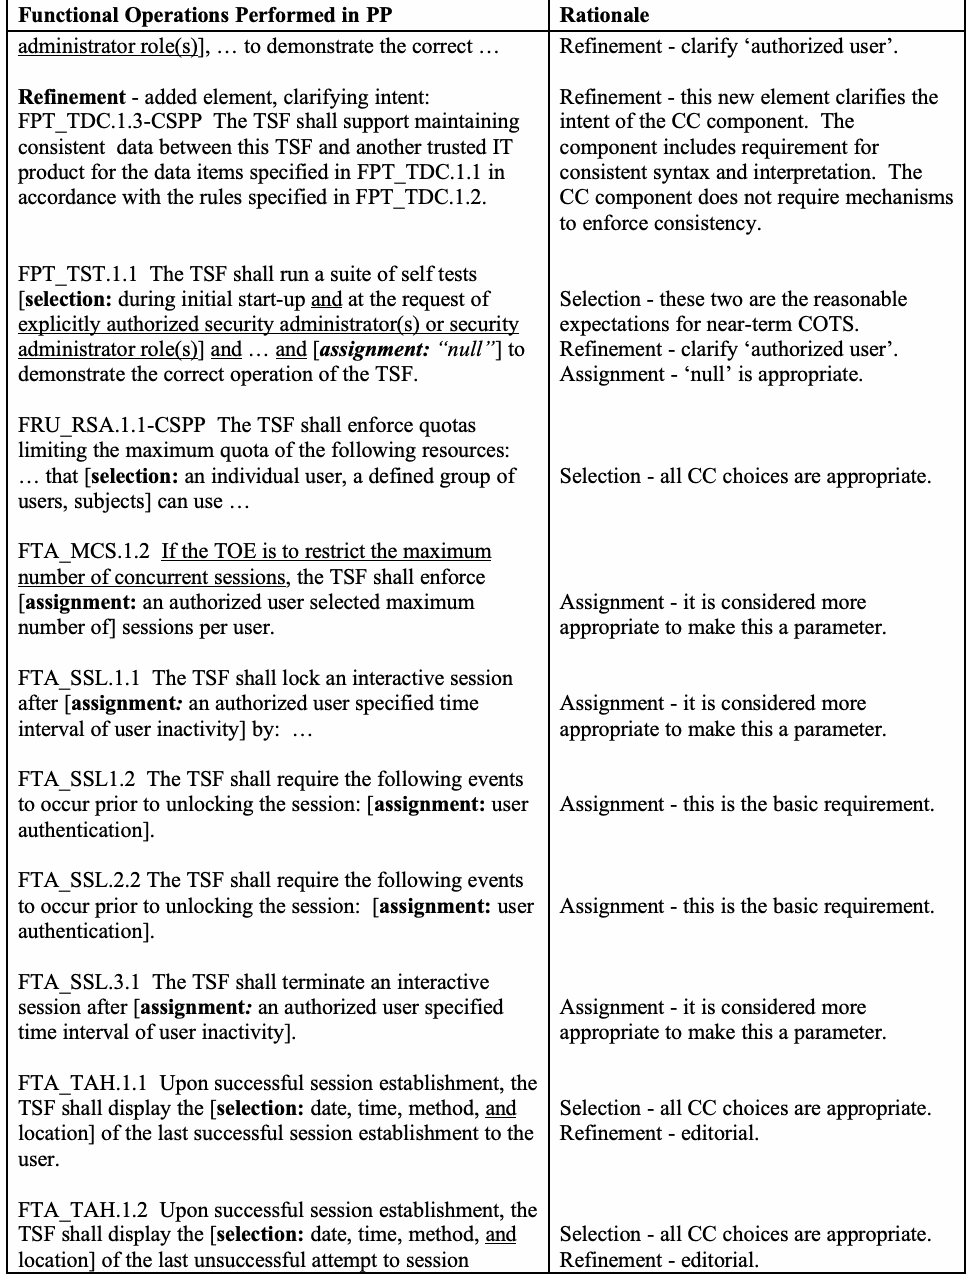 Functional Operations Performed in PP
Rationale
administrator role(s)], … to demonstrate the correct …
Refinement - clarify ‘authorized user’.
Refinement - added element, clarifying intent:
FPT_TDC.1.3-CSPP The TSF shall support maintaining
consistent data between this TSF and another trusted IT
product for the data items specified in FPT_TDC.1.1 in
accordance with the rules specified in FPT_TDC.1.2.
Refinement - this new element clarifies the
intent of the CC component. The
component includes requirement for
consistent syntax and interpretation. The
CC component does not require mechanisms
to enforce consistency.
FPT_TST.1.1 The TSF shall run a suite of self tests
[selection: during initial start-up and at the request of
explicitly authorized security administrator(s) or security
administrator role(s)] and … and [assignment: “null”] to
demonstrate the correct operation of the TSF.
Selection - these two are the reasonable
expectations for near-term COTS.
Refinement - clarify ‘authorized user’.
Assignment - ‘null’ is appropriate.
FRU_RSA.1.1-CSPP The TSF shall enforce quotas
limiting the maximum quota of the following resources:
… that [selection: an individual user, a defined group of
users, subjects] can use …
Selection - all CC choices are appropriate.
FTA_MCS.1.2 If the TOE is to restrict the maximum
number of concurrent sessions, the TSF shall enforce
[assignment: an authorized user selected maximum
number of] sessions per user.
Assignment - it is considered more
appropriate to make this a parameter.
FTA_SSL.1.1 The TSF shall lock an interactive session
after [assignment: an authorized user specified time
interval of user inactivity] by: …
Assignment - it is considered more
appropriate to make this a parameter.
FTA_SSL1.2 The TSF shall require the following events
to occur prior to unlocking the session: [assignment: user
authentication].
Assignment - this is the basic requirement.
FTA_SSL.2.2 The TSF shall require the following events
to occur prior to unlocking the session: [assignment: user
authentication].
Assignment - this is the basic requirement.
FTA_SSL.3.1 The TSF shall terminate an interactive
session after [assignment: an authorized user specified
time interval of user inactivity].
Assignment - it is considered more
appropriate to make this a parameter.
FTA_TAH.1.1 Upon successful session establishment, the
TSF shall display the [selection: date, time, method, and
location] of the last successful session establishment to the
user.
Selection - all CC choices are appropriate.
Refinement - editorial.
FTA_TAH.1.2 Upon successful session establishment, the
TSF shall display the [selection: date, time, method, and
location] of the last unsuccessful attempt to session
Selection - all CC choices are appropriate.
Refinement - editorial.